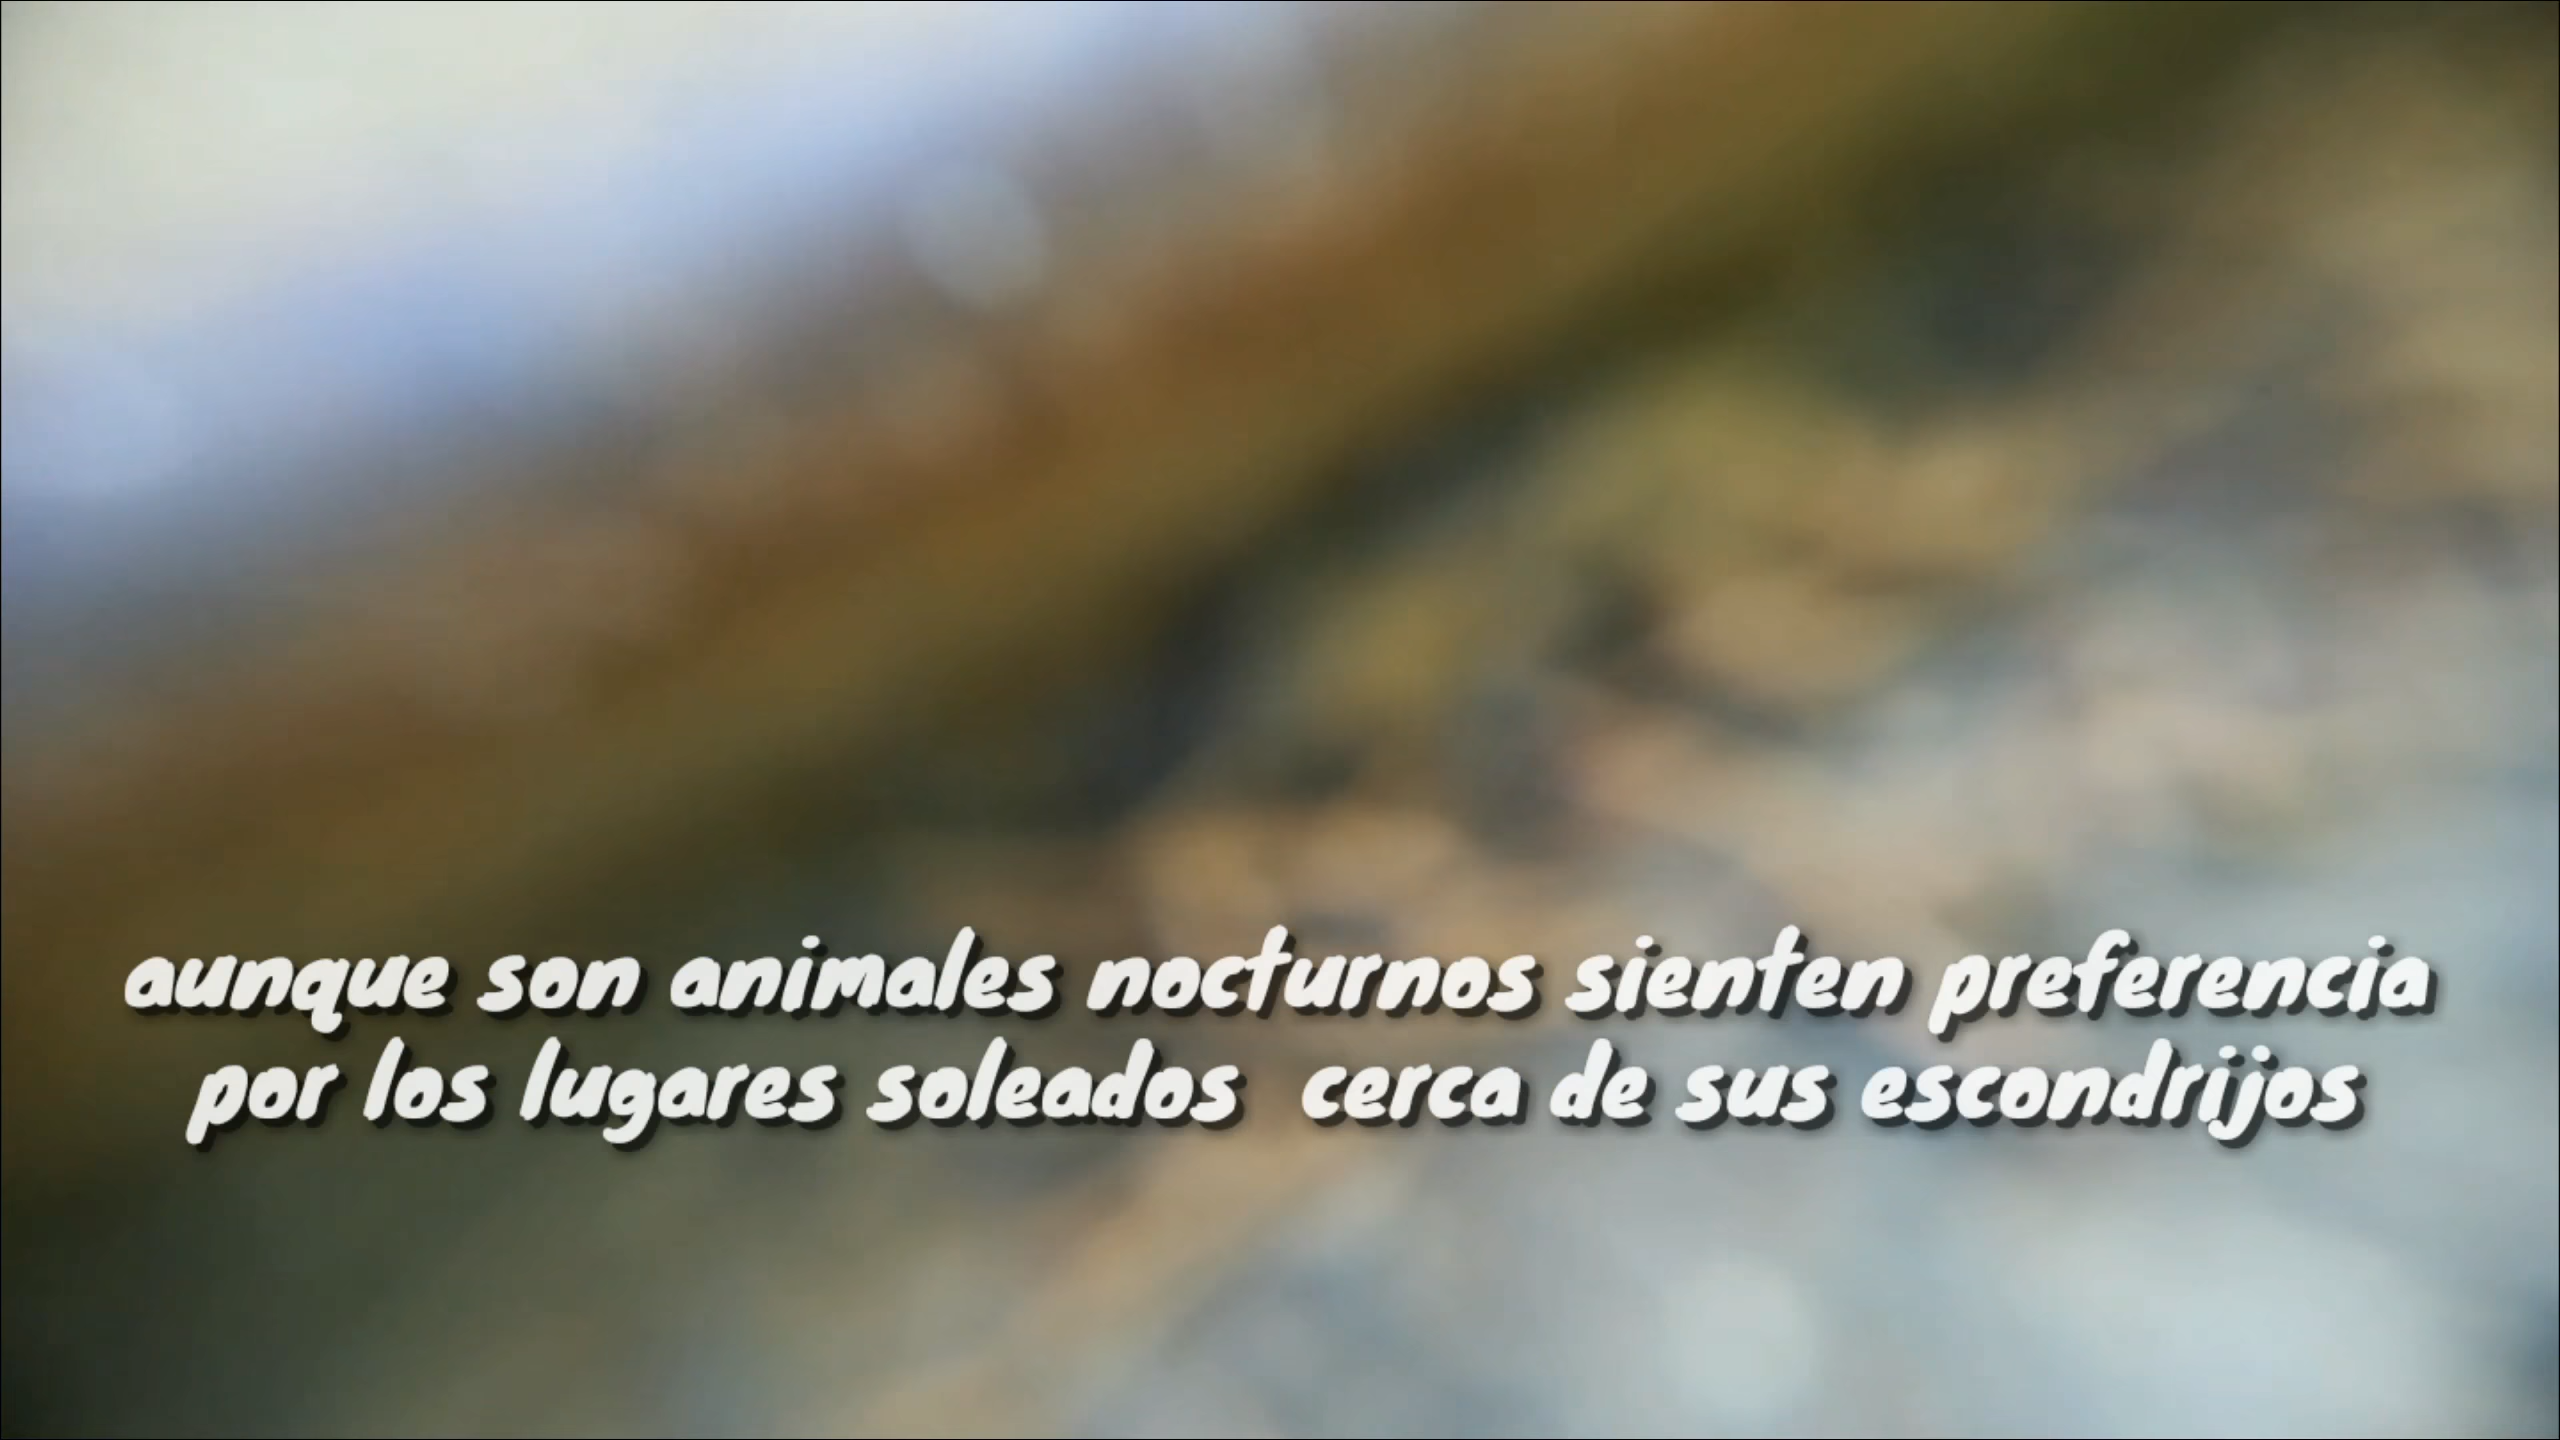 aunque son animales nocturnos sienten preferencia
por los lugares soleados  cerca de sus escondrijos